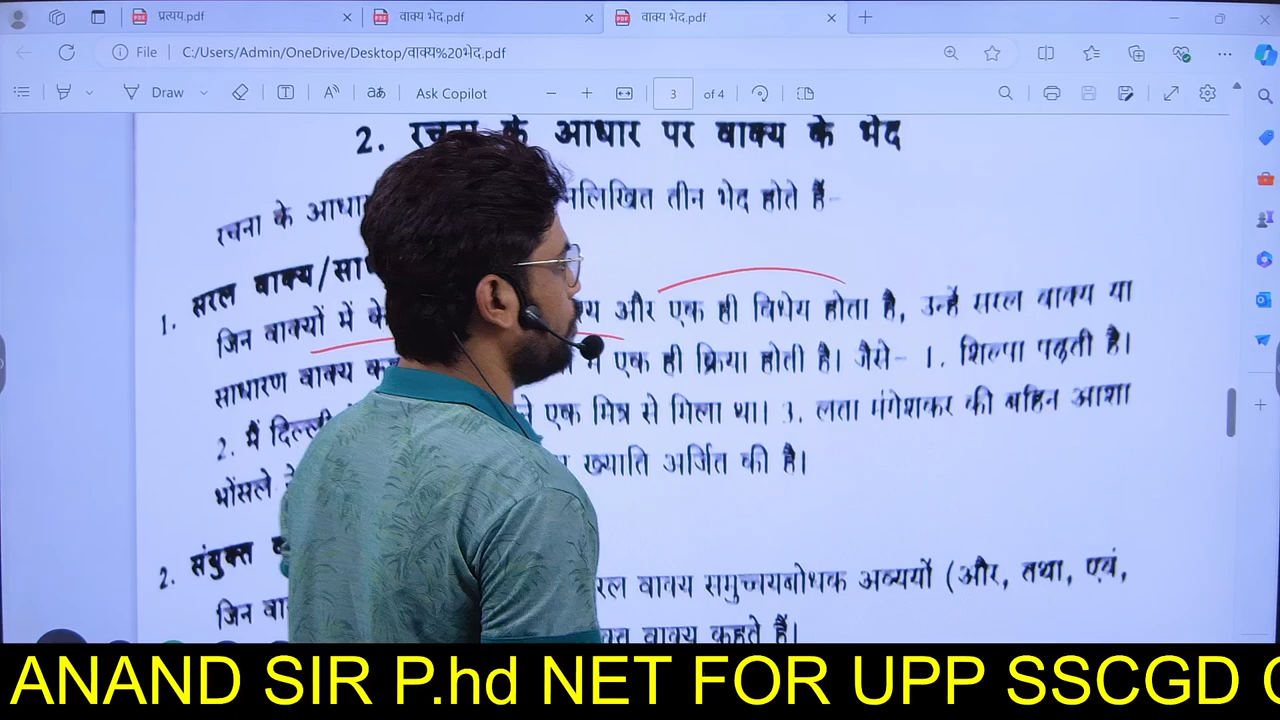 प्रत्यय.pdf
वाक्य भेद.pdf
वाक्य भेद.pdf
File C:/Users/Admin/OneDrive/Desktop/वाक्य%20भेद.pdf
Draw aあ Ask Copilot 3 of 4
2. रचना के आधार पर वाक्य के भेद
रचना के आधा लिखित तीन भेद होते हैं-
1. सरल वाक्य/सा
जिन वाक्यों में के और एक ही विधेय होता है, उन्हें सरल वाक्य या
साधारण वाक्य में एक ही क्रिया होती है। जैसे- 1. शिल्पा पढ़ती है।
2. मैं दिल्ली एक मित्र से मिला था। 3. लता मंगेशकर की बहिन आशा
भोंसले ख्याति अर्जित की है।
2. संयुक्त
जिन वा रल वाक्य समुच्चयबोधक अव्ययों (और, तथा, एवं,
वाक्य कहते हैं।
ANAND SIR P.hd NET FOR UPP SSCGD